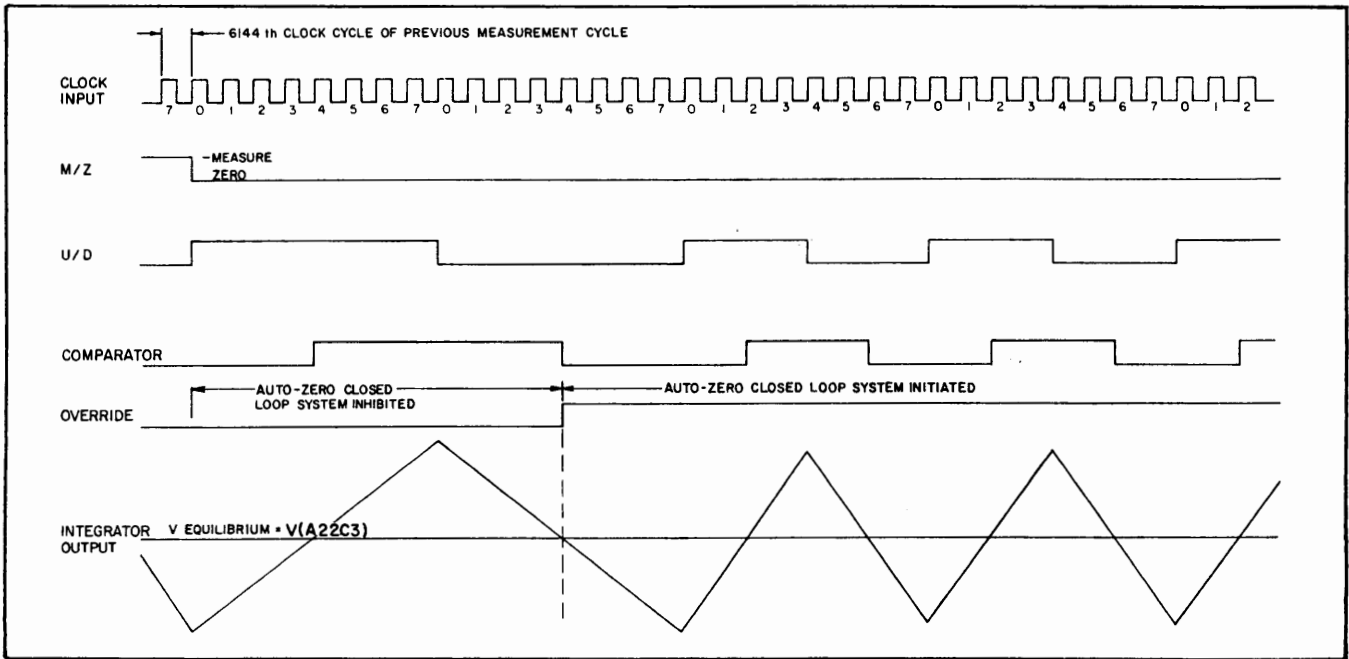 6144 th CLOCK CYCLE OF PREVIOUS MEASUREMENT CYCLE
CLOCK
INPUT
7 0 1 2 3 4 5 6 7 0 1 2 3 4 5 6 7 0 1 2 3 4 5 6 7 0 1 2 3 4 5 6 7 0 1 2
M/Z
-MEASURE
ZERO
U/D
COMPARATOR
AUTO-ZERO CLOSED
LOOP SYSTEM INHIBITED
AUTO-ZERO CLOSED LOOP SYSTEM INITIATED
OVERRIDE
INTEGRATOR
OUTPUT
V EQUILIBRIUM = V(A22C3)